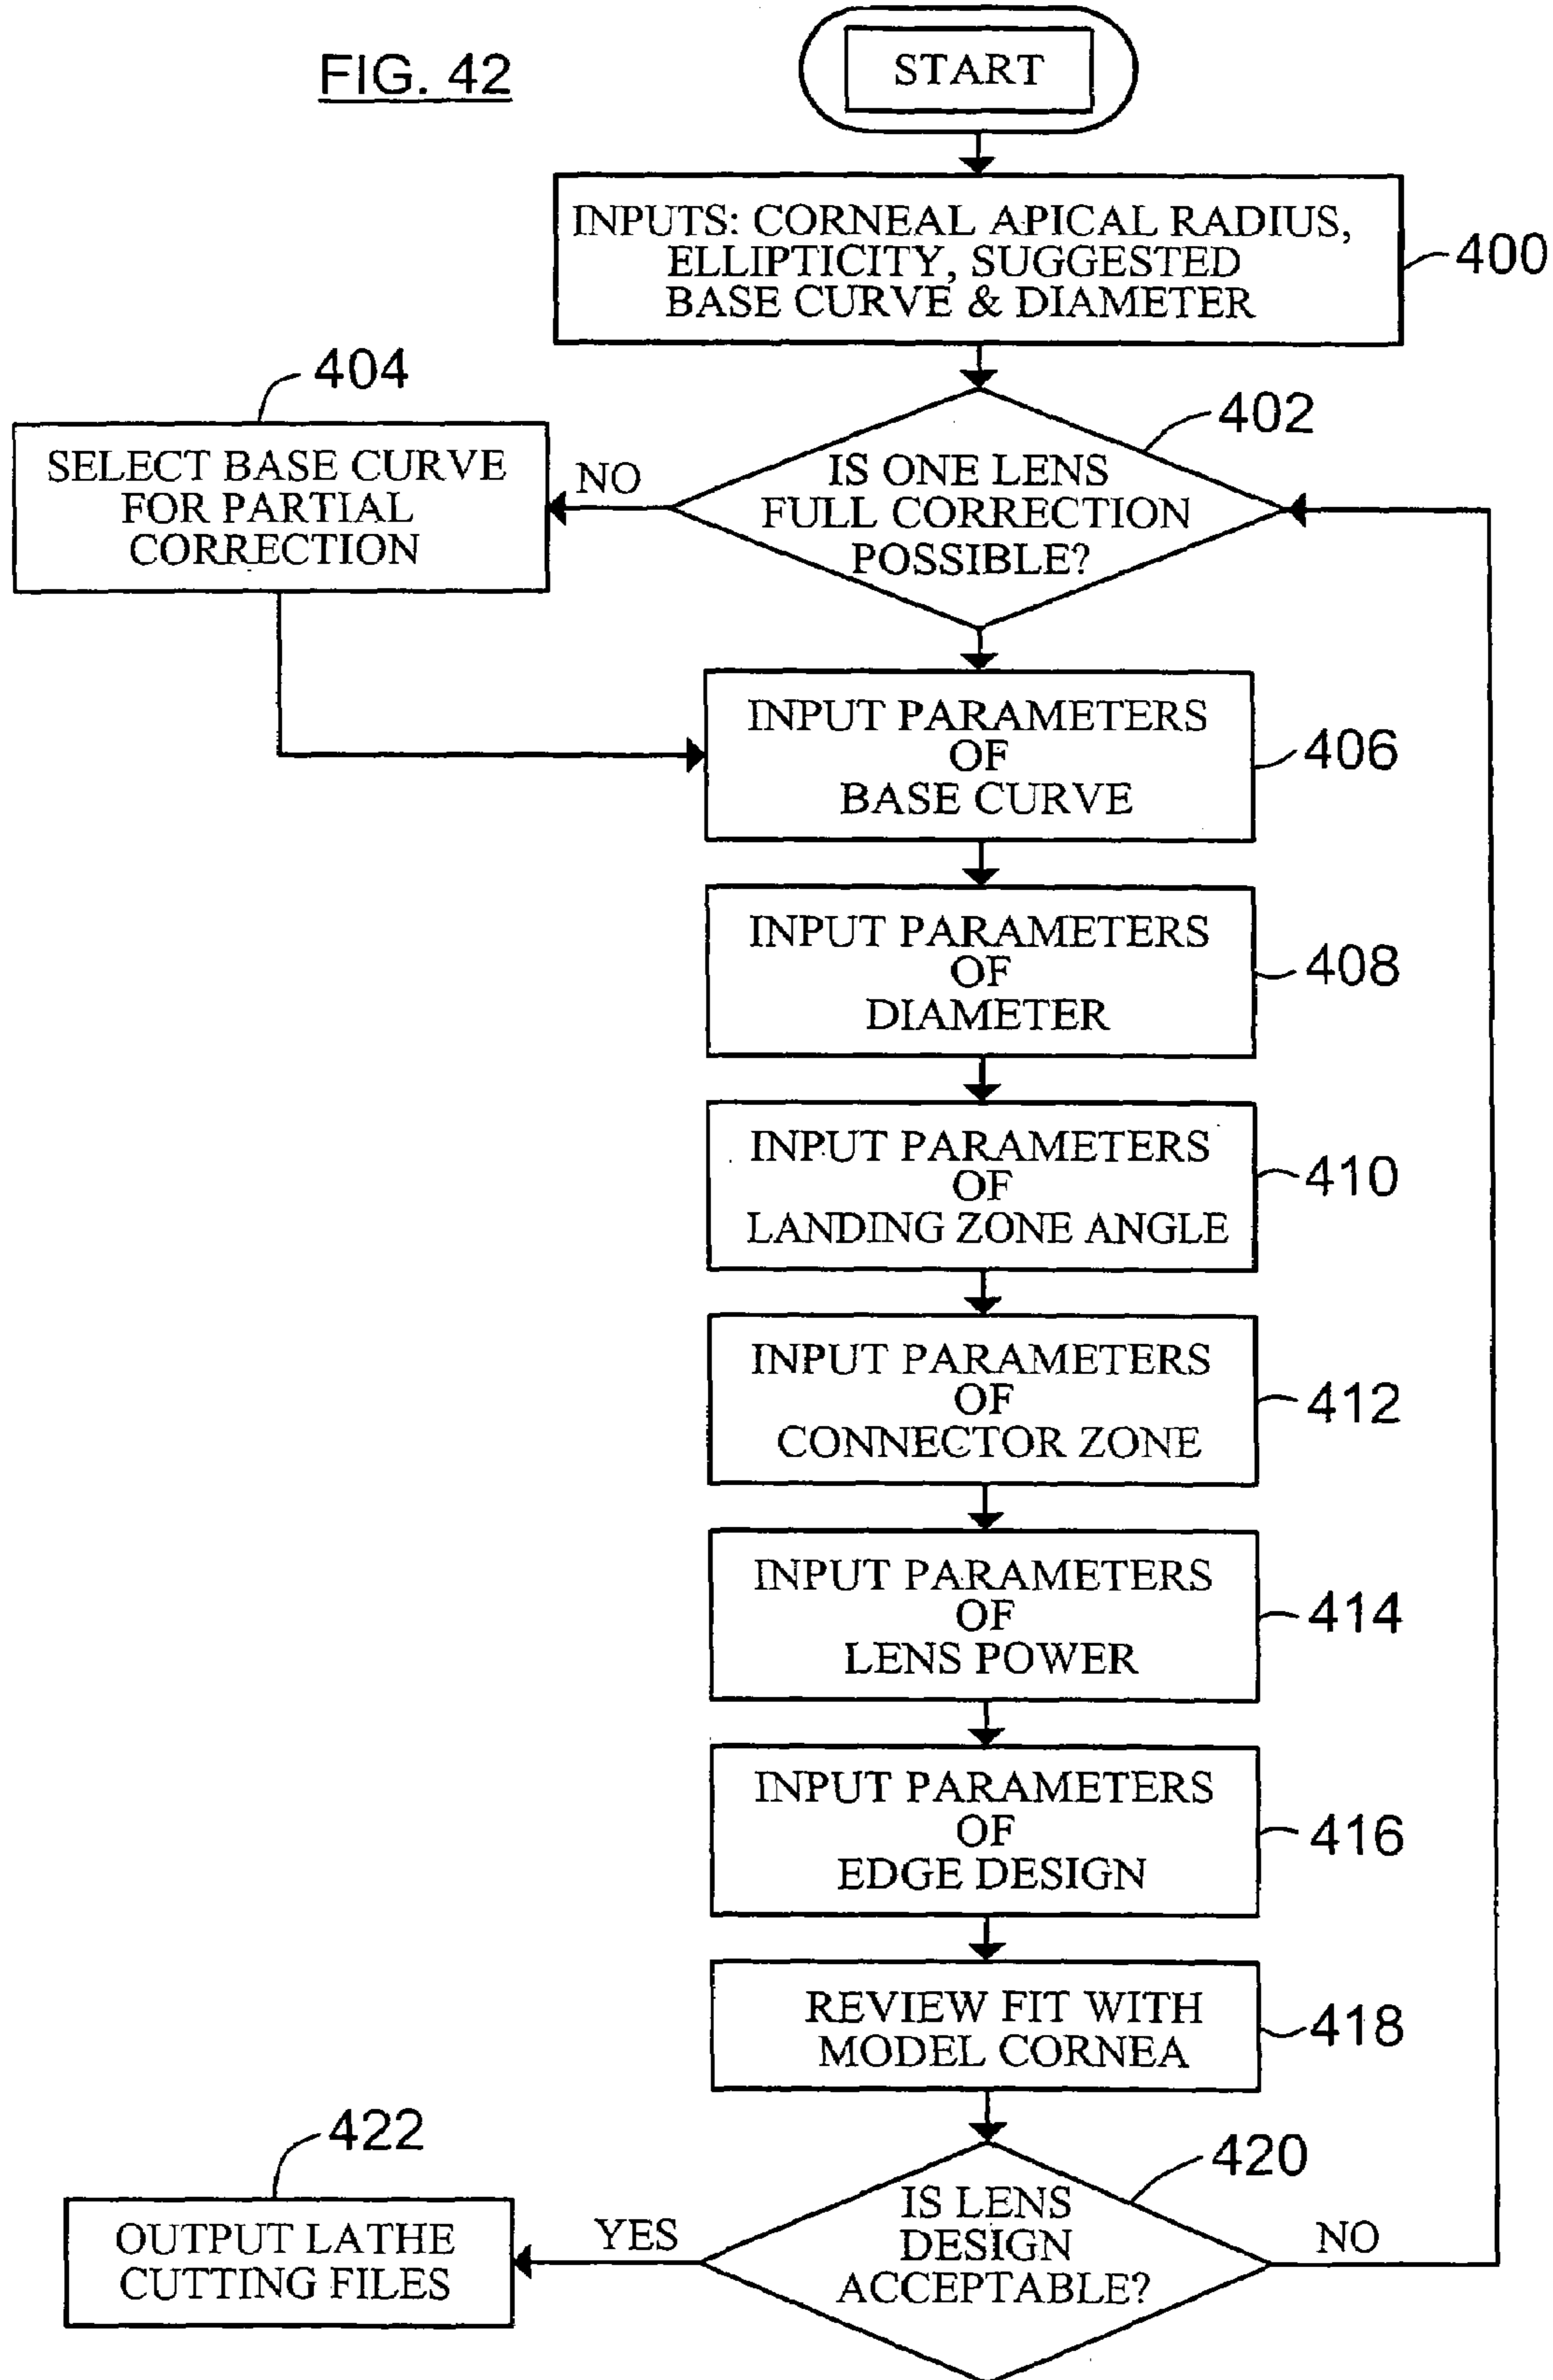 FIG. 42
START
INPUTS: CORNEAL APICAL RADIUS,
ELLIPTICITY, SUGGESTED
BASE CURVE & DIAMETER
400
404
402
SELECT BASE CURVE
FOR PARTIAL
CORRECTION
NO
IS ONE LENS
FULL CORRECTION
POSSIBLE?
INPUT PARAMETERS
OF
BASE CURVE
406
INPUT PARAMETERS
OF
DIAMETER
408
INPUT PARAMETERS
OF
LANDING ZONE ANGLE
410
INPUT PARAMETERS
OF
CONNECTOR ZONE
412
INPUT PARAMETERS
OF
LENS POWER
414
INPUT PARAMETERS
OF
EDGE DESIGN
416
REVIEW FIT WITH
MODEL CORNEA
418
422
420
OUTPUT LATHE
CUTTING FILES
YES
IS LENS
DESIGN
ACCEPTABLE?
NO